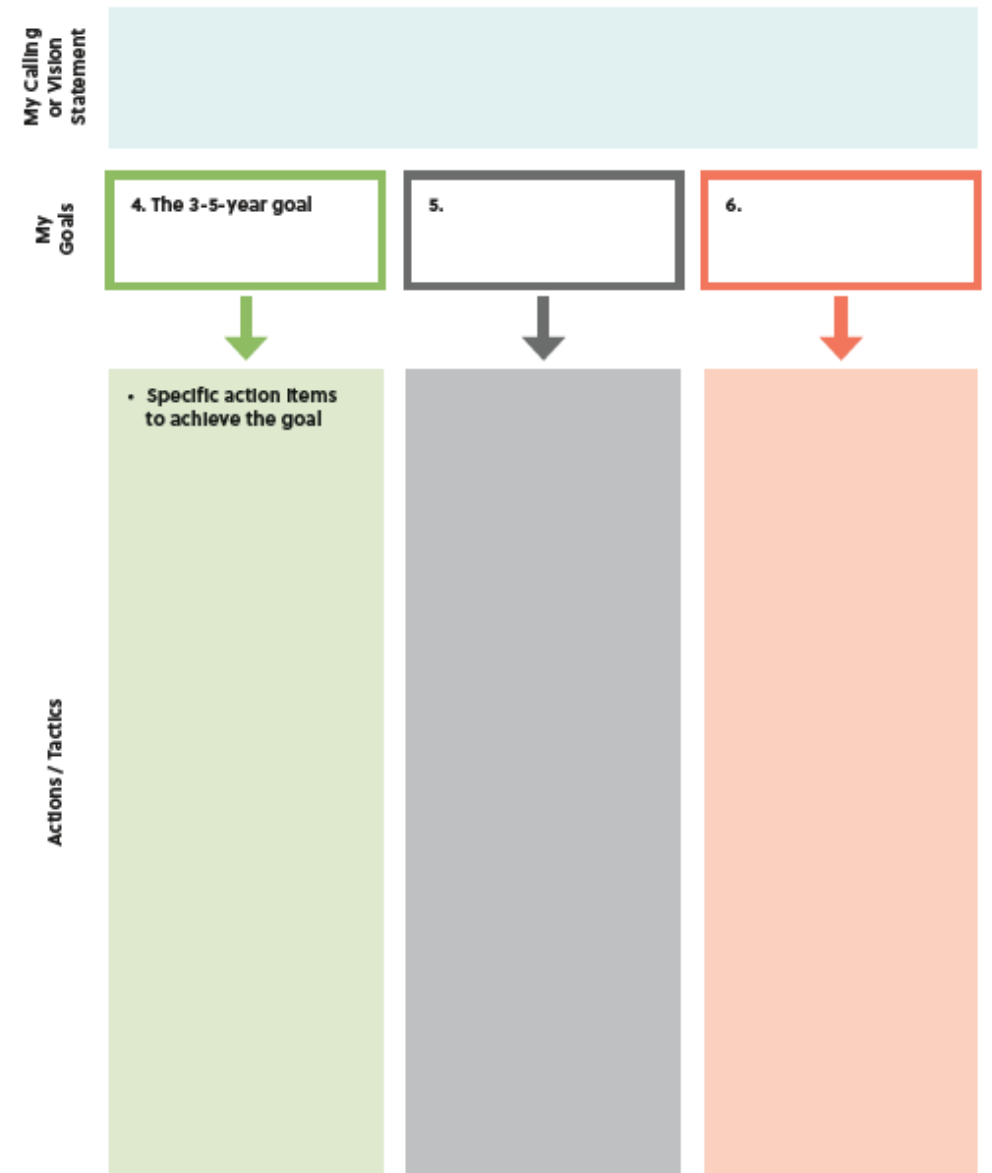 My Calling
or Vision
Statement
My
Goals
4. The 3-5-year goal
5.
6.
• Specific action items
to achieve the goal
Actions / Tactics